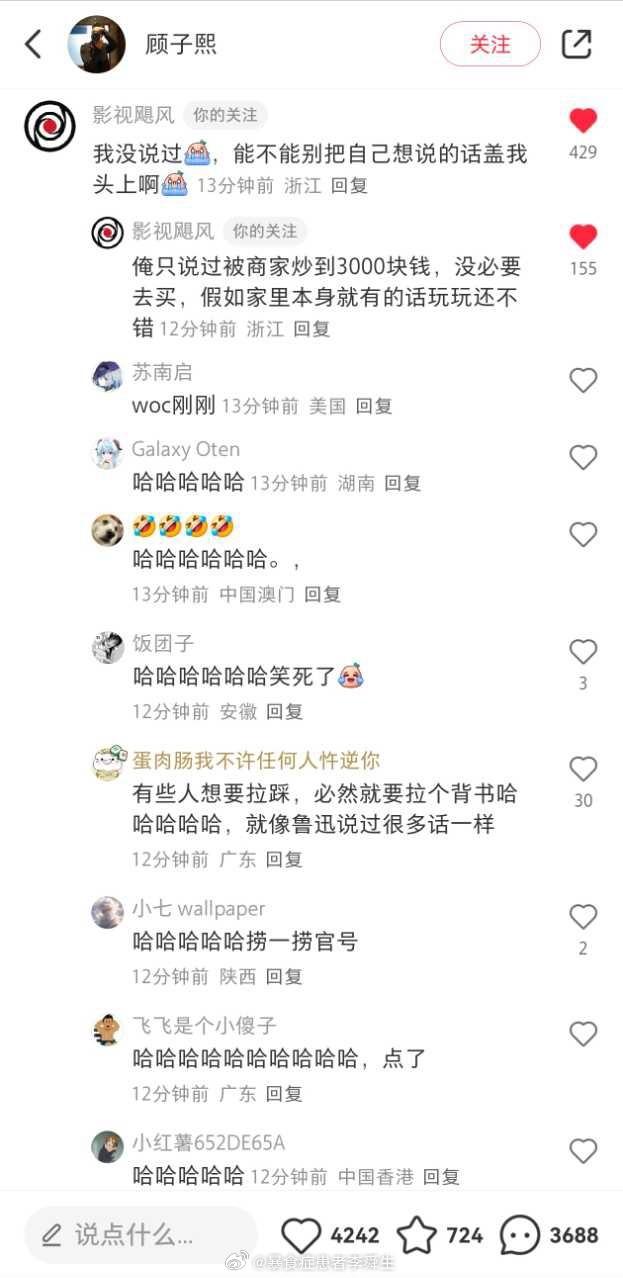 顾子熙
关注
影视飓风 你的关注
我没说过，能不能别把自己想说的话盖我
头上啊 13分钟前 浙江 回复
429
影视飓风 你的关注
俺只说过被商家炒到3000块钱，没必要
去买，假如家里本身就有的话玩玩还不
错 12分钟前 浙江 回复
155
苏南启
woc刚刚 13分钟前 美国 回复
Galaxy Oten
哈哈哈哈哈 13分钟前 湖南 回复
🤣🤣🤣🤣
哈哈哈哈哈哈。，
13分钟前 中国澳门 回复
饭团子
哈哈哈哈哈哈笑死了
12分钟前 安徽 回复
3
蛋肉肠我不许任何人忤逆你
有些人想要拉踩，必然就要拉个背书哈
哈哈哈哈，就像鲁迅说过很多话一样
12分钟前 广东 回复
30
小七 wallpaper
哈哈哈哈哈捞一捞官号
12分钟前 陕西 回复
2
飞飞是个小傻子
哈哈哈哈哈哈哈哈哈哈，点了
12分钟前 广东 回复
小红薯652DE65A
哈哈哈哈哈 12分钟前 中国香港 回复
说点什么... 4242 724 3688
@暴食症患者李舜生